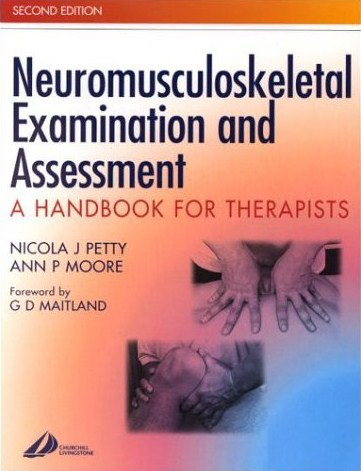 SECOND EDITION
Neuromusculoskeletal
Examination and
Assessment
A HANDBOOK FOR THERAPISTS
NICOLA J PETTY
ANN P MOORE
Foreword by
G D MAITLAND
CHURCHILL
LIVINGSTONE